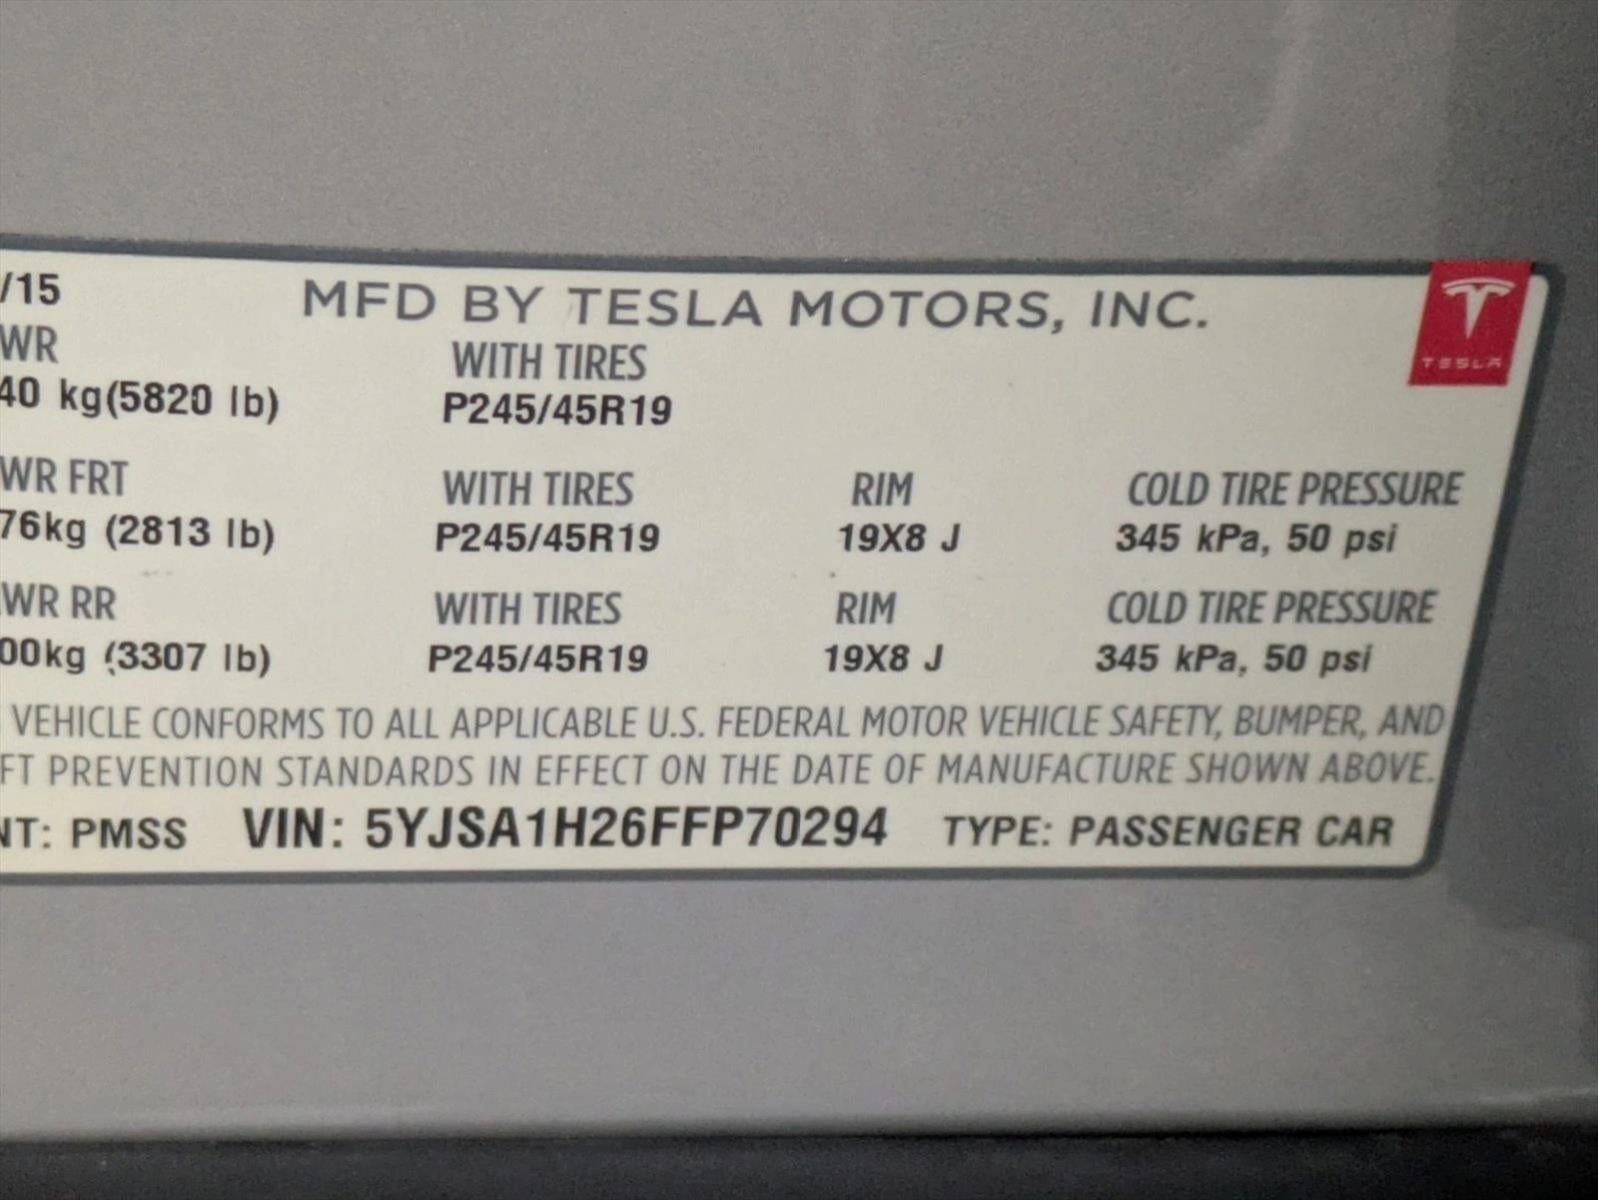 /15 MFD BY TESLA MOTORS, INC.
TESLA
WR WITH TIRES
40 kg(5820 lb) P245/45R19
WR FRT WITH TIRES RIM COLD TIRE PRESSURE
76kg (2813 lb) P245/45R19 19X8 J 345 kPa, 50 psi
WR RR WITH TIRES RIM COLD TIRE PRESSURE
00kg (3307 lb) P245/45R19 19X8 J 345 kPa, 50 psi
VEHICLE CONFORMS TO ALL APPLICABLE U.S. FEDERAL MOTOR VEHICLE SAFETY, BUMPER, AND
FT PREVENTION STANDARDS IN EFFECT ON THE DATE OF MANUFACTURE SHOWN ABOVE.
NT: PMSS VIN: 5YJSA1H26FFP70294 TYPE: PASSENGER CAR